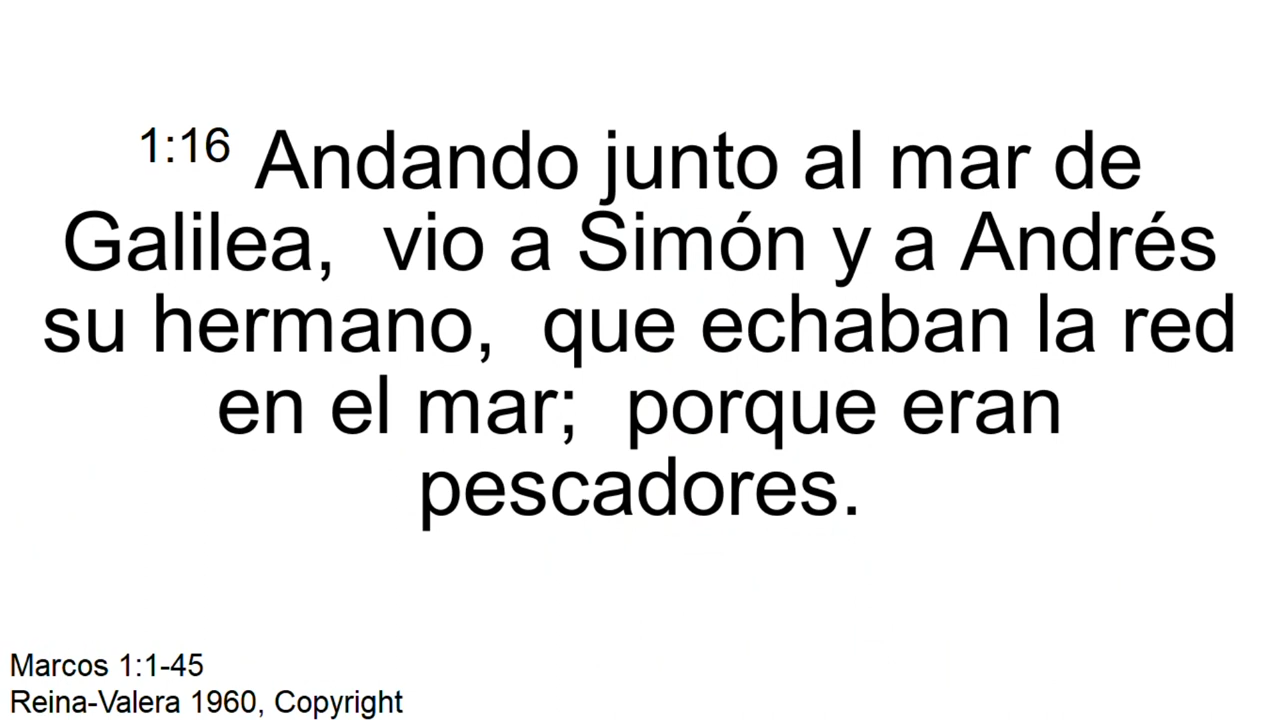 1:16 Andando junto al mar de
Galilea,  vio a Simón y a Andrés
su hermano,  que echaban la red
en el mar;  porque eran
pescadores.
Marcos 1:1-45
Reina-Valera 1960, Copyright